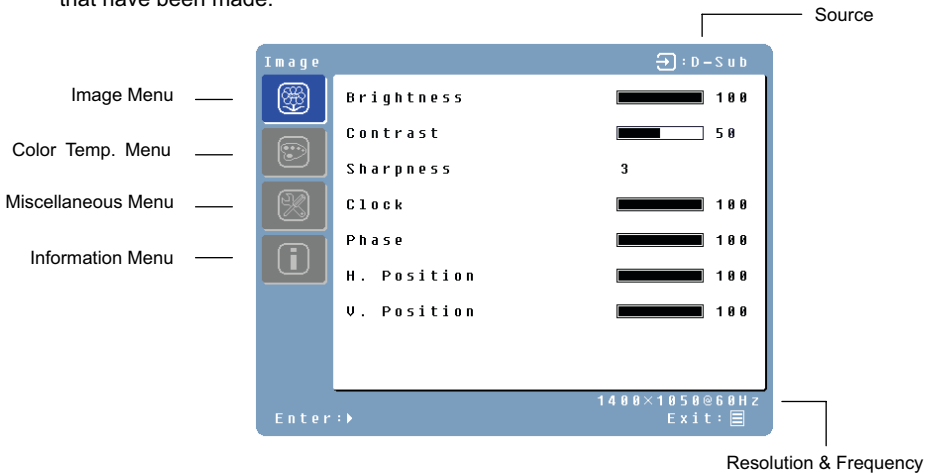 that have been made.
Source
Image :D-Sub
Image Menu
Brightness 100
Contrast 50
Color Temp. Menu
Sharpness 3
Miscellaneous Menu
Clock 100
Phase 100
Information Menu
H. Position 100
V. Position 100
1400×1050@60Hz
Enter: Exit:
Resolution & Frequency